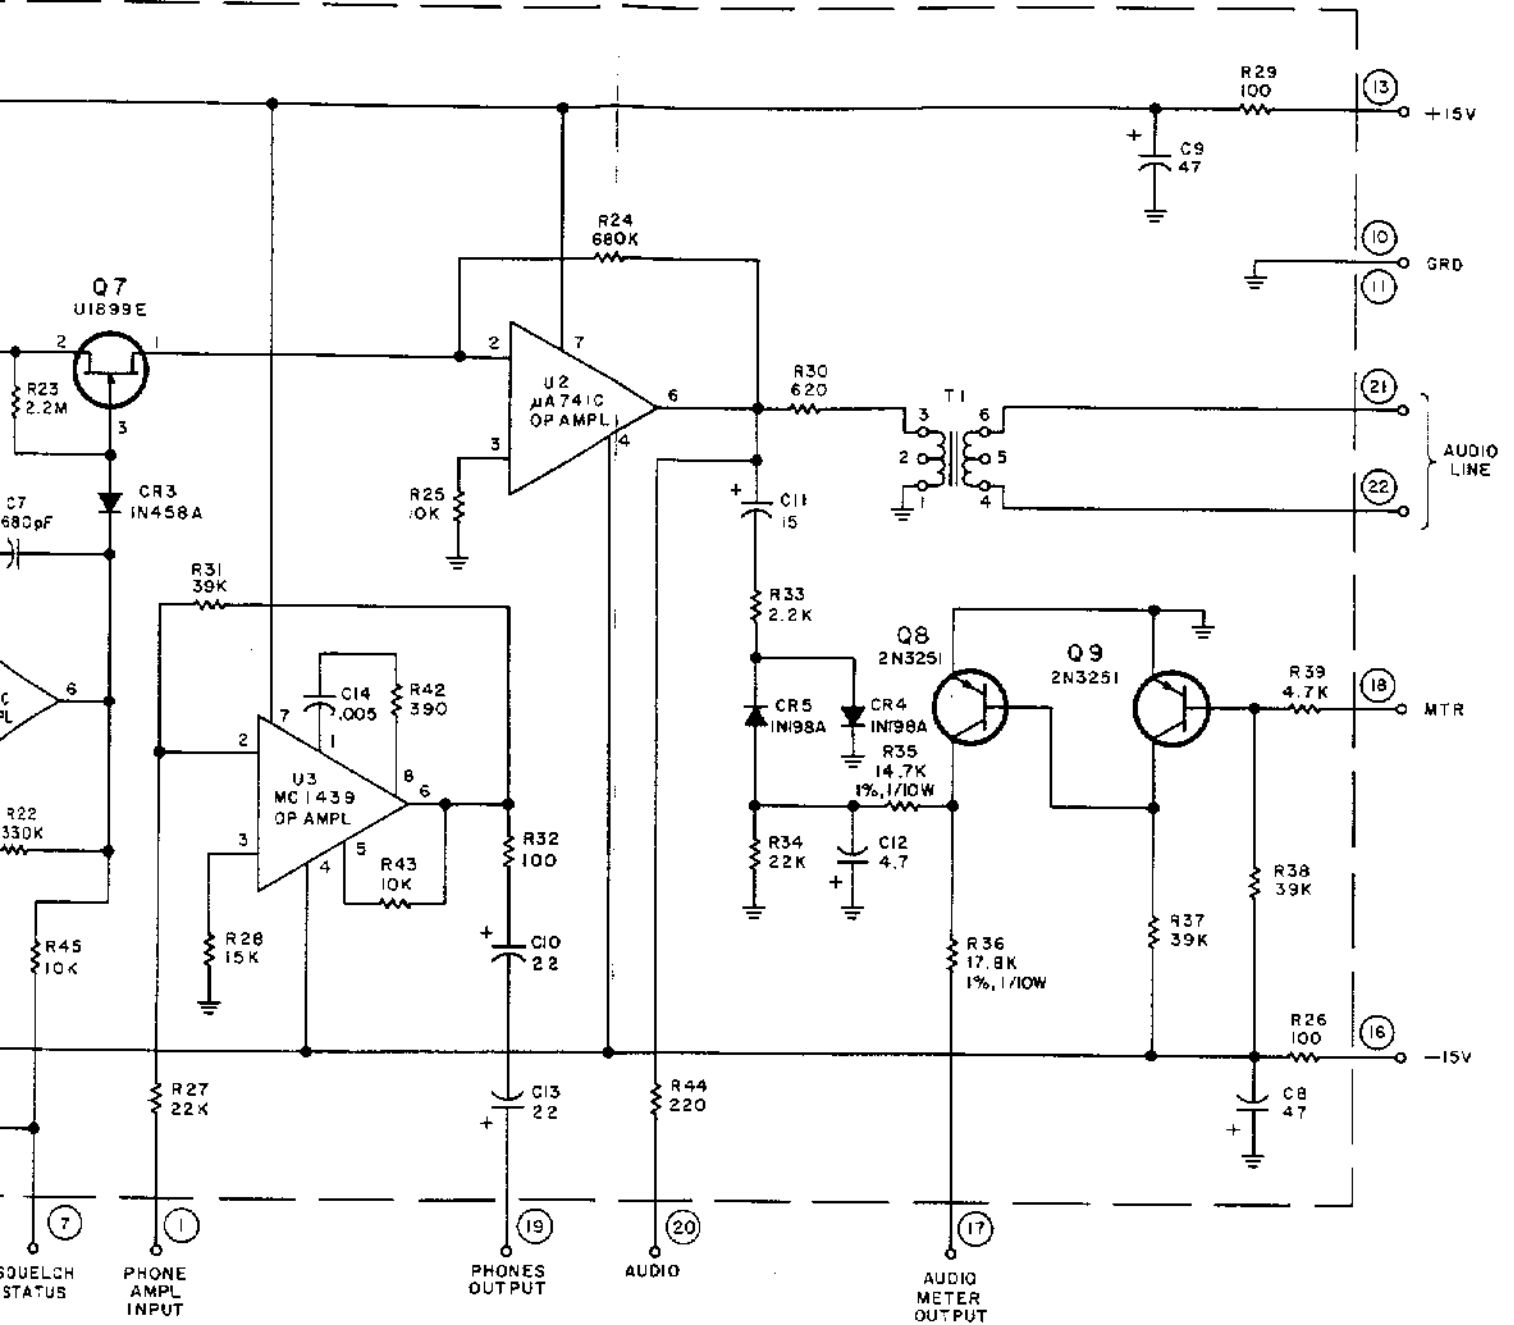 R29
100
13
+15V
+
C9
47
R24
680K
10
GRD
11
Q7
U1899E
2
1
2
7
R23
2.2M
3
U2
μA741C
OP AMPL
6
R30
620
T1
21
3
6
4
3
2
5
AUDIO
LINE
R25
10K
CR3
IN458A
C7
680pF
+
C11
15
1
4
22
R31
39K
R33
2.2K
Q8
2N3251
Q9
2N3251
R39
4.7K
18
MTR
C14
.005
R42
390
CR5
IN198A
CR4
IN198A
6
7
1
2
8
U3
MC1439
OP AMPL
6
R35
14.7K
1%, 1/10W
R22
330K
3
4
5
R43
10K
R32
100
R34
22K
C12
4.7
+
R38
39K
R45
10K
R28
15K
+
C10
22
R36
17.8K
1%, 1/10W
R37
39K
R26
100
16
-15V
R27
22K
C13
22
+
R44
220
C8
47
+
7
1
19
20
17
SQUELCH
STATUS
PHONE
AMPL
INPUT
PHONES
OUTPUT
AUDIO
AUDIO
METER
OUTPUT